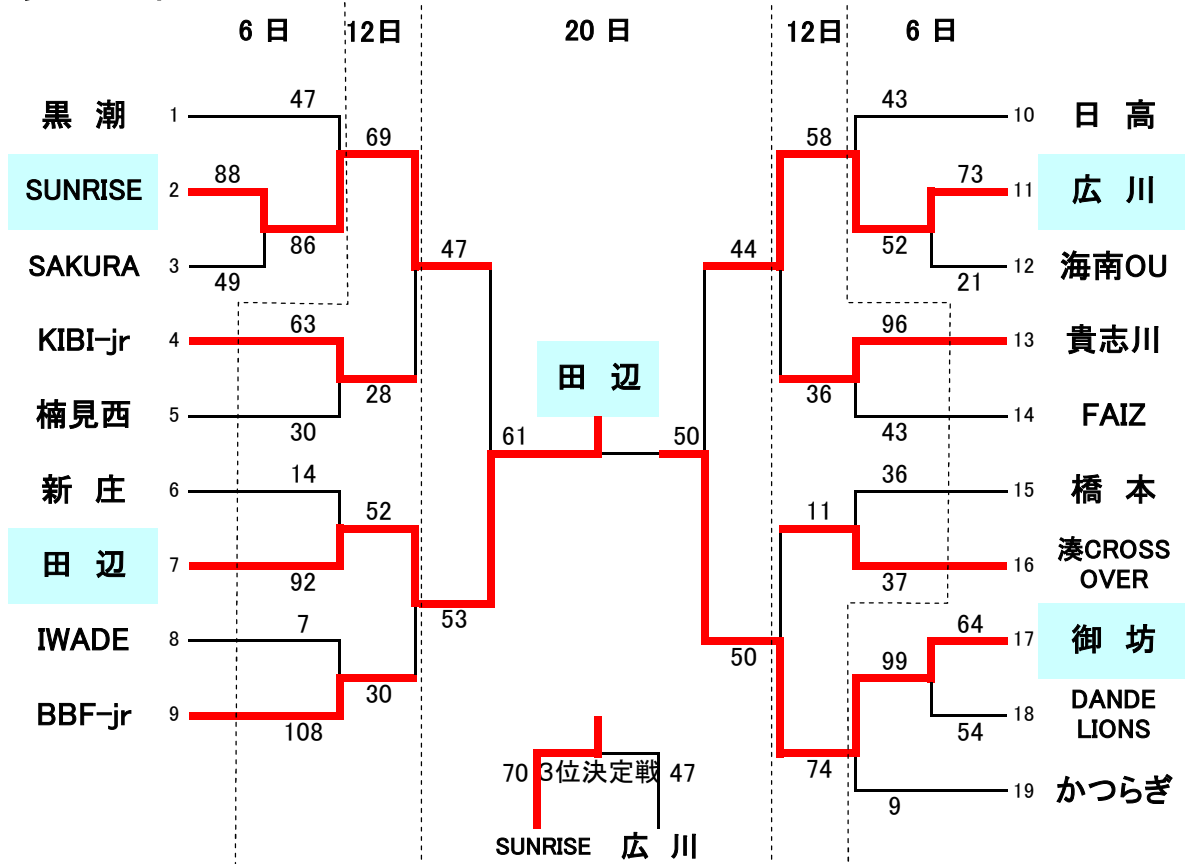 6 日 12日 20 日 12日 6 日
黒 潮 1 47
69
SUNRISE 2 88
86
SAKURA 3 49
47
KIBI-jr 4 63
28
楠見西 5 30
61
新 庄 6 14
52
田 辺 7 92
53
IWADE 8 7
30
BBF-jr 9 108
田 辺
43 10 日 高
58
73 11 広 川
52
44
21 12 海南OU
96 13 貴志川
36
43 14 FAIZ
50
36 15 橋 本
11
37 16 湊CROSS
OVER
50
64 17 御 坊
99
54 18 DANDE
LIONS
74
9 19 かつらぎ
70 3位決定戦 47
SUNRISE 広 川